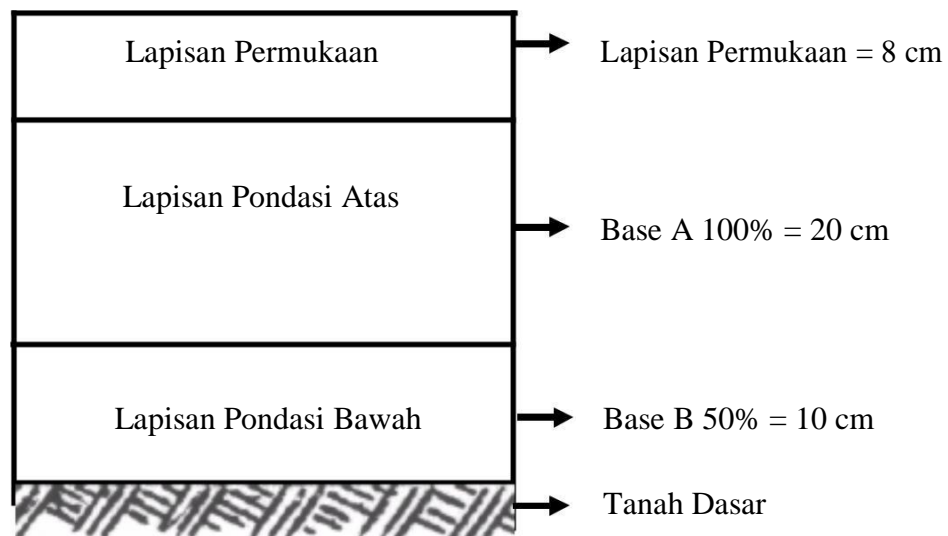 Lapisan Permukaan
Lapisan Permukaan = 8 cm
Lapisan Pondasi Atas
Base A 100% = 20 cm
Lapisan Pondasi Bawah
Base B 50% = 10 cm
Tanah Dasar